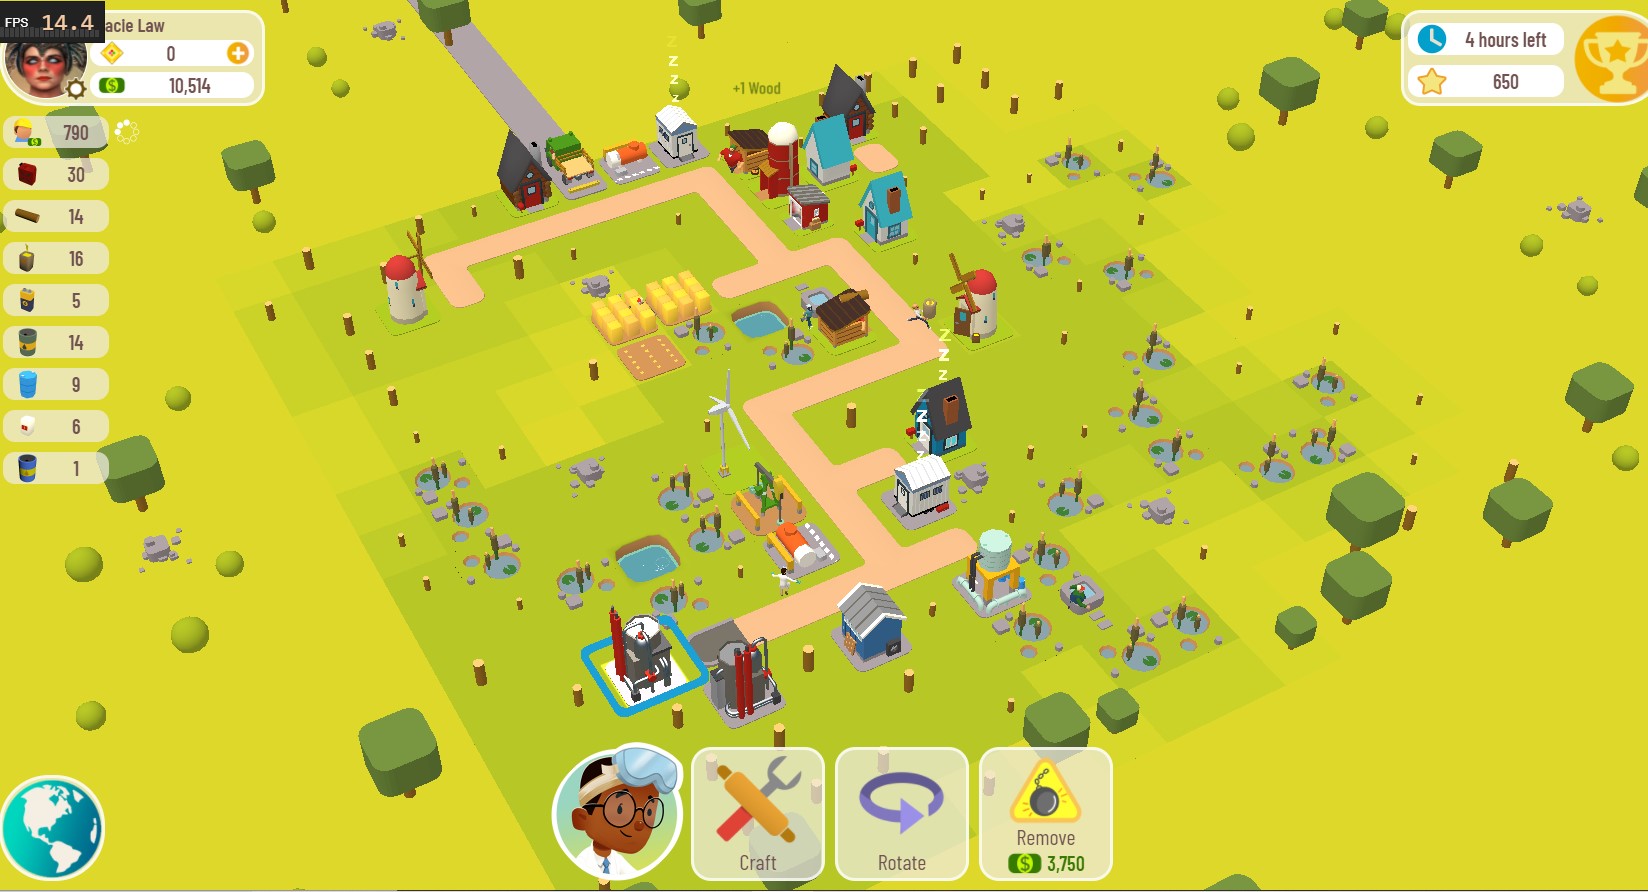 FPS 14.4
acle Law
0
10,514
4 hours left
650
790
30
14
16
5
14
9
6
1
+1 Wood
z
z
z
z
z
z
z
z
z
z
Craft
Rotate
Remove
3,750